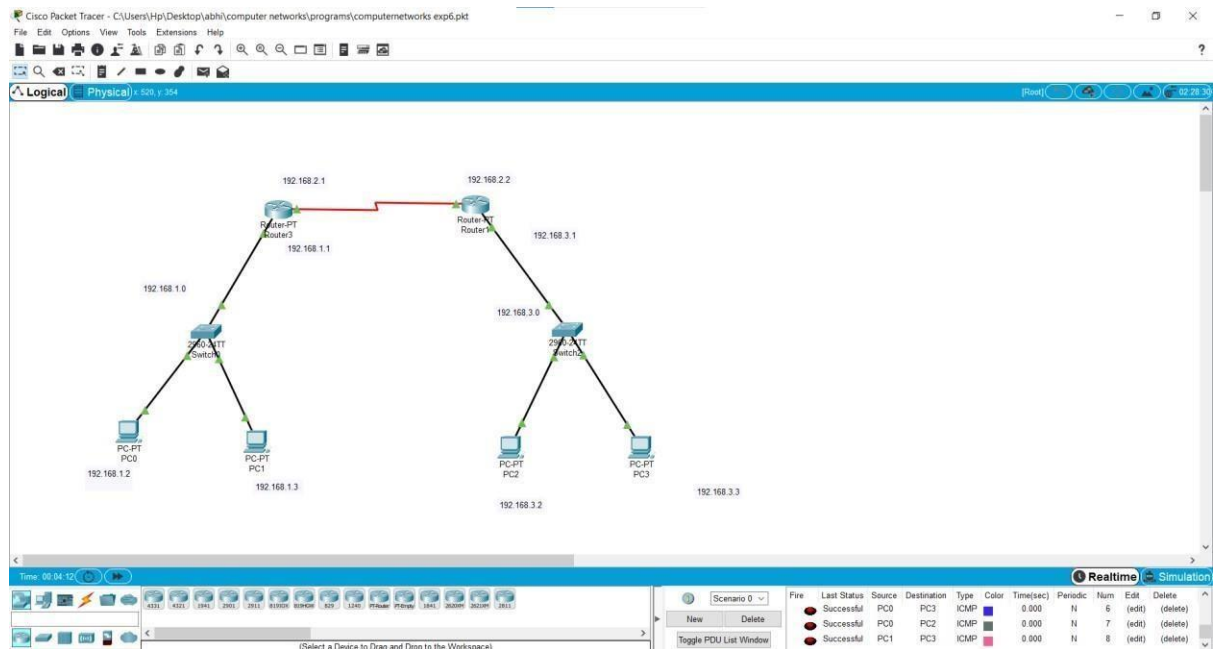 Cisco Packet Tracer - C:\Users\Hp\Desktop\abhi\computer networks\programs\computernetworks exp6.pkt
File Edit Options View Tools Extensions Help
?
Logical Physical x: 520, y: 354 [Root] 02:28:30
192.168.2.1 192.168.2.2
Router-PT
Router3
Router-PT
Router1
192.168.1.1 192.168.3.1
192.168.1.0
192.168.3.0
2960-24TT
Switch0
2960-24TT
Switch2
PC-PT
PC0
PC-PT
PC1
PC-PT
PC2
PC-PT
PC3
192.168.1.2
192.168.1.3
192.168.3.3
192.168.3.2
Time: 00:04:12
Realtime Simulation
4331 4321 1941 2901 2911 819IOX 819HGW 829 1240 PT-Router PT-Empty 1841 2620XM 2621XM 2811
(Select a Device to Drag and Drop to the Workspace)
Scenario 0
New Delete
Toggle PDU List Window
Fire Last Status Source Destination Type Color Time(sec) Periodic Num Edit Delete
Successful PC0 PC3 ICMP 0.000 N 6 (edit) (delete)
Successful PC0 PC2 ICMP 0.000 N 7 (edit) (delete)
Successful PC1 PC3 ICMP 0.000 N 8 (edit) (delete)